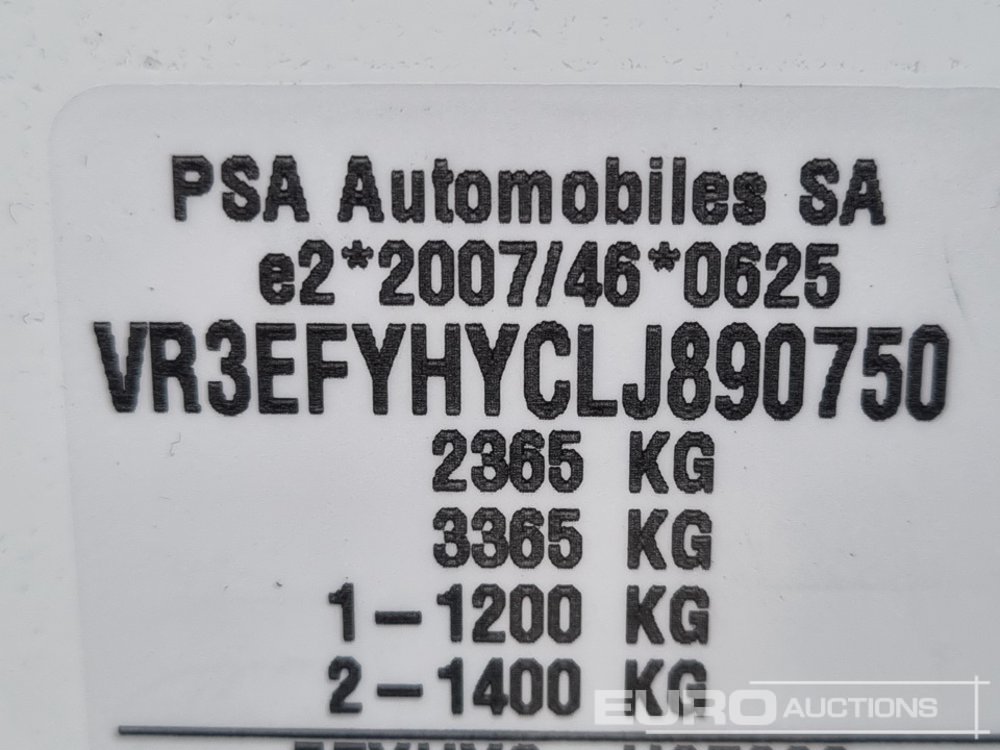 PSA Automobiles SA
e2*2007/46*0625
VR3EFYHYCLJ890750
2365 KG
3365 KG
1-1200 KG
2-1400 KG
EURO AUCTIONS